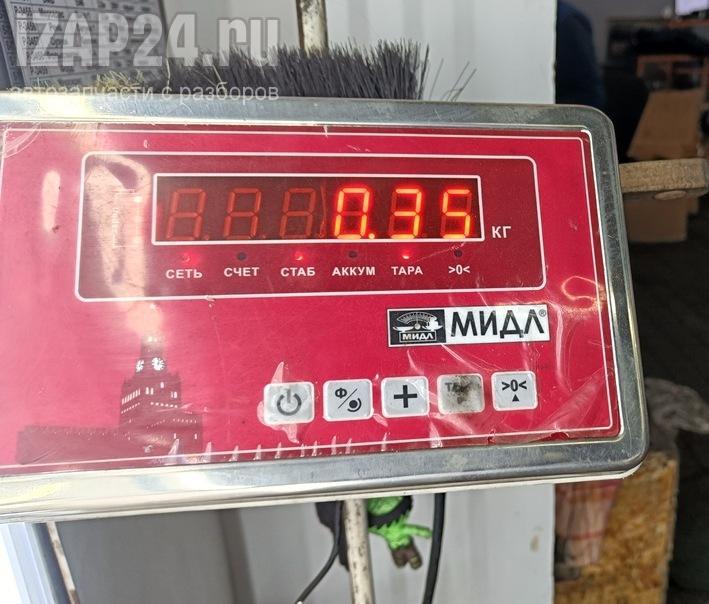 iZAP24.ru
автозапчасти с разборов
0.35 КГ
СЕТЬ СЧЕТ СТАБ АККУМ ТАРА >0<
МИДЛ МИДЛ®
Ф + >0<